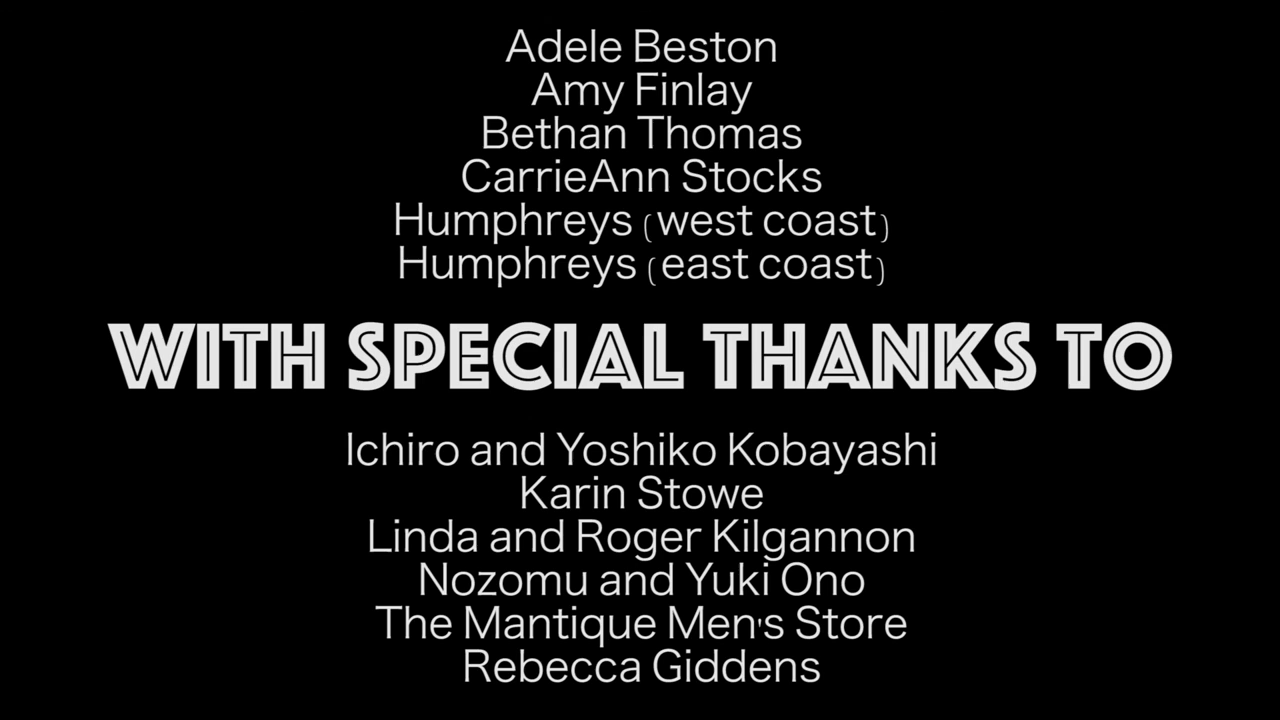 Adele Beston
Amy Finlay
Bethan Thomas
CarrieAnn Stocks
Humphreys (west coast)
Humphreys (east coast)
WITH SPECIAL THANKS TO
Ichiro and Yoshiko Kobayashi
Karin Stowe
Linda and Roger Kilgannon
Nozomu and Yuki Ono
The Mantique Men's Store
Rebecca Giddens